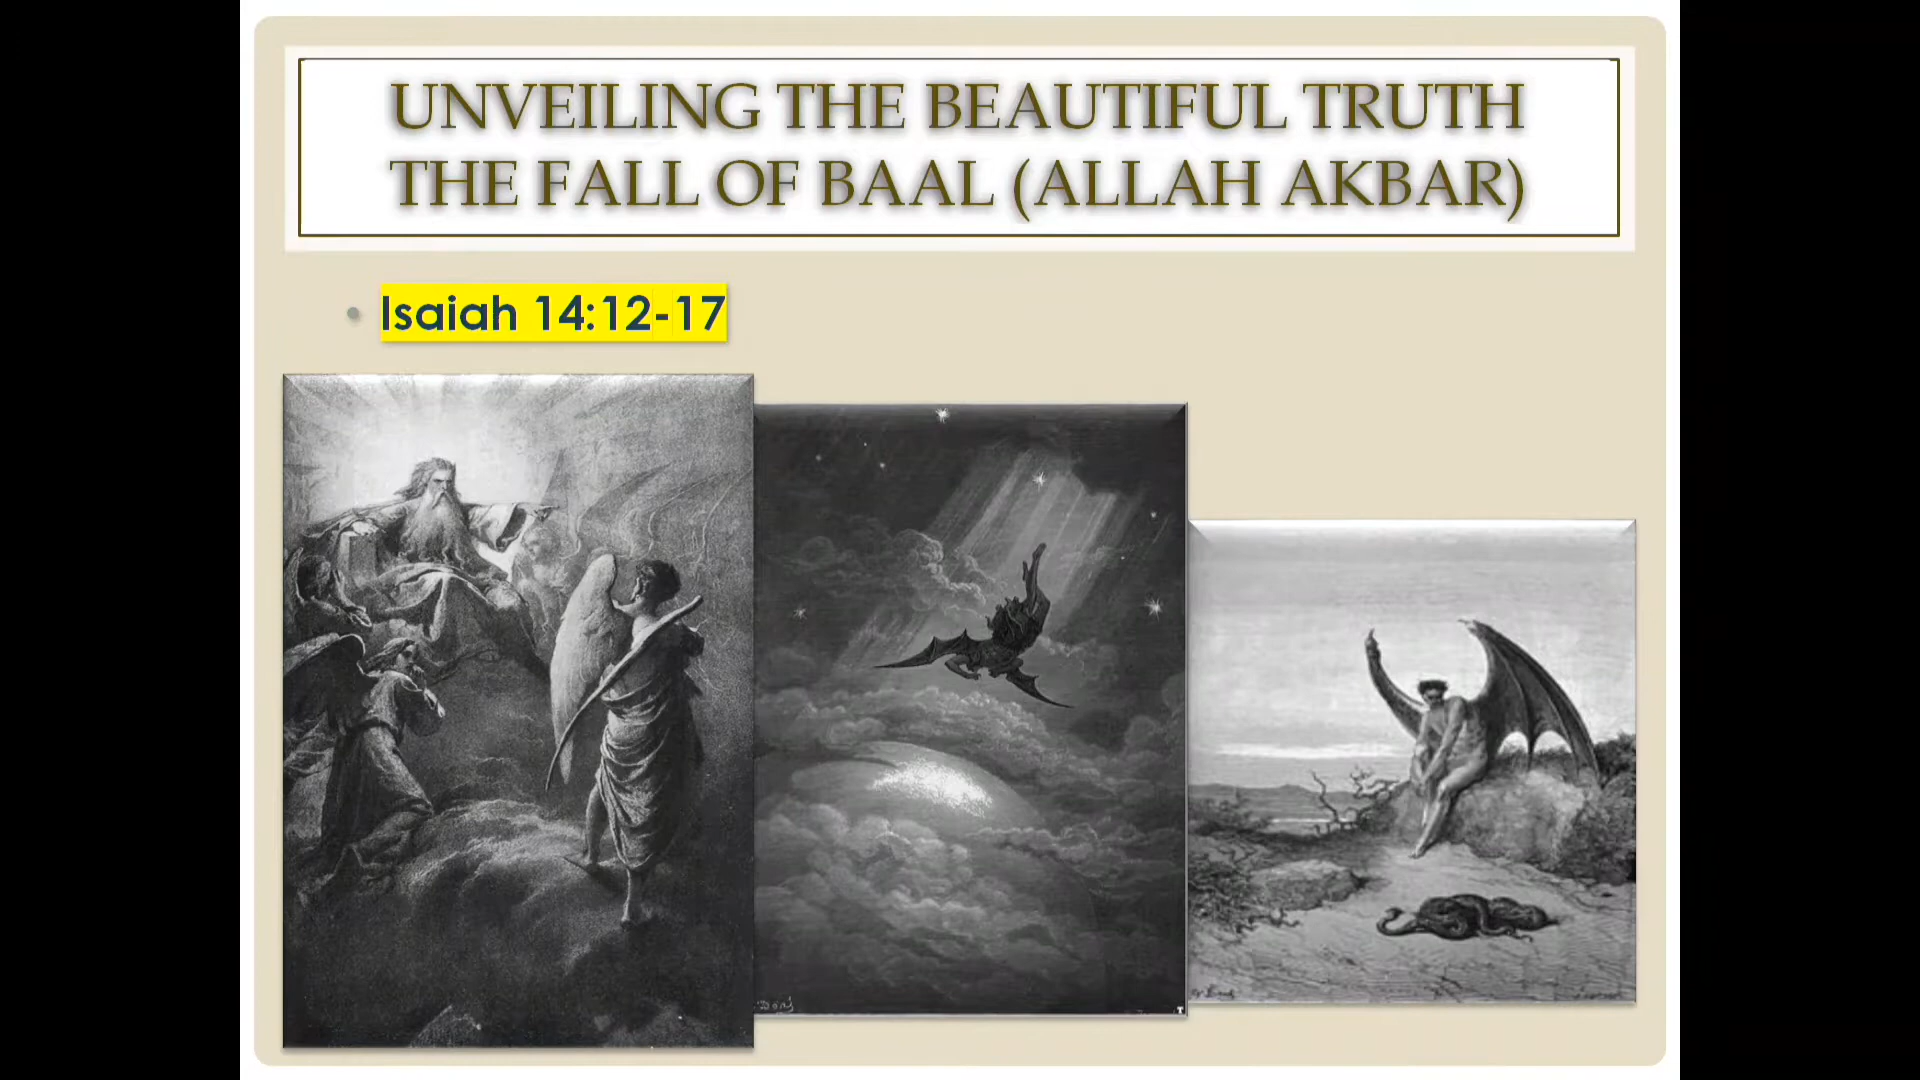 UNVEILING THE BEAUTIFUL TRUTH
THE FALL OF BAAL (ALLAH AKBAR)
• Isaiah 14:12-17